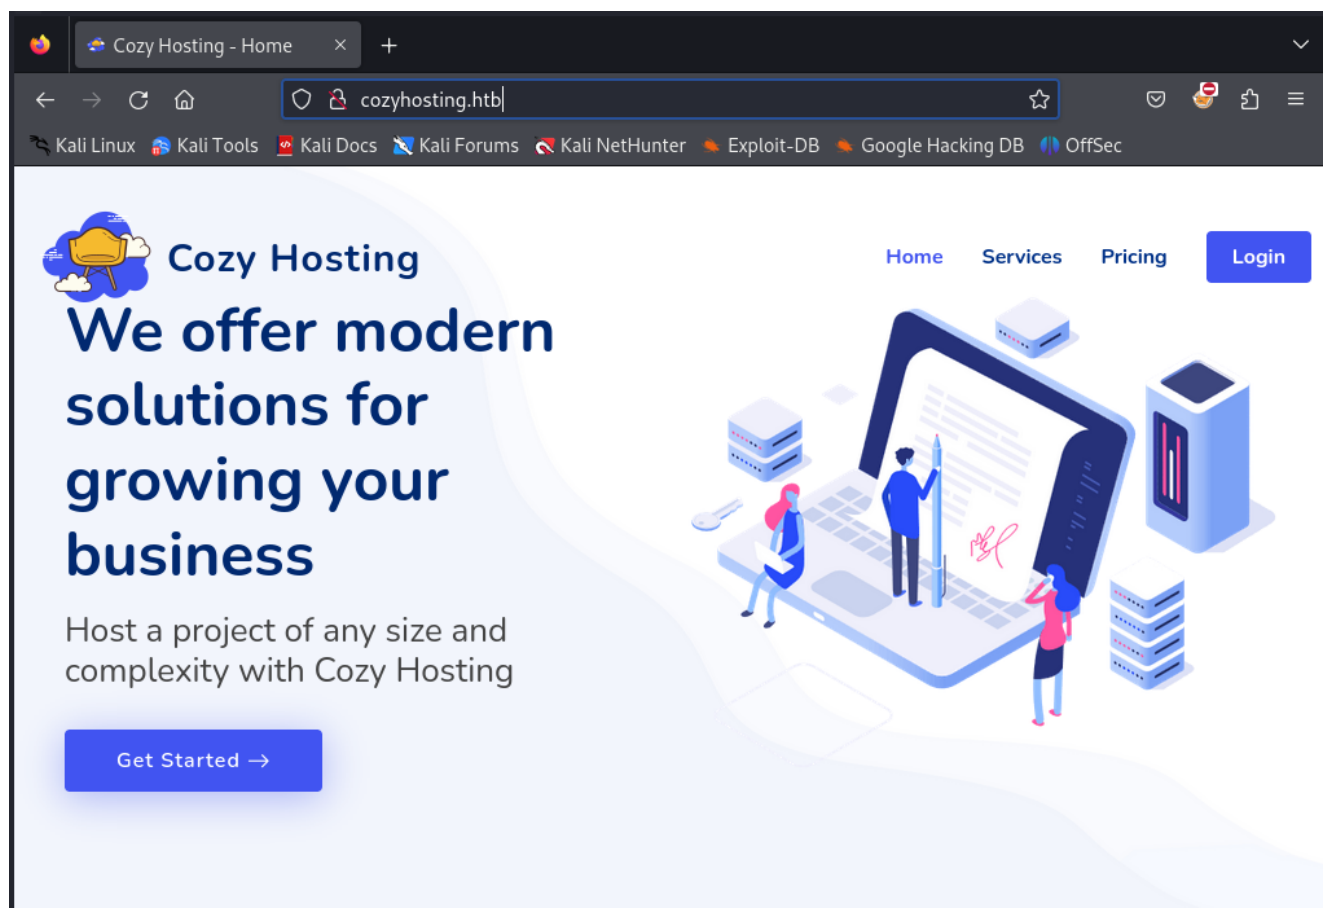 Cozy Hosting - Home
cozyhosting.htb
Kali Linux Kali Tools Kali Docs Kali Forums Kali NetHunter Exploit-DB Google Hacking DB OffSec
Cozy Hosting Home Services Pricing Login
We offer modern
solutions for
growing your
business
Host a project of any size and
complexity with Cozy Hosting
Get Started →